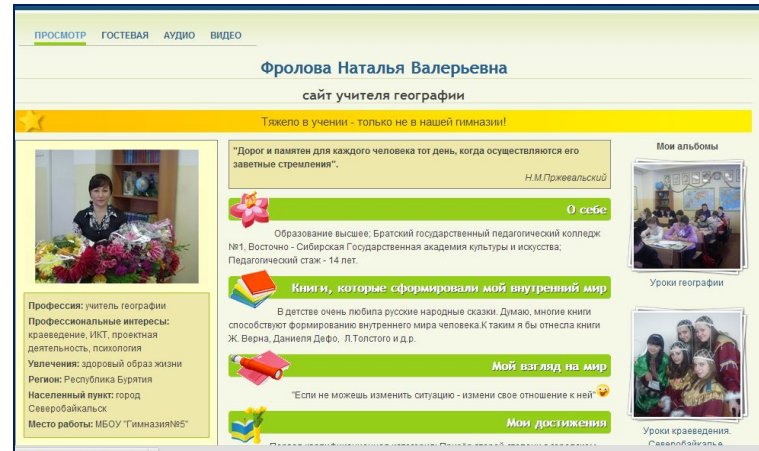 ПРОСМОТР ГОСТЕВАЯ АУДИО ВИДЕО
Фролова Наталья Валерьевна
сайт учителя географии
Тяжело в учении - только не в нашей гимназии!
Профессия: учитель географии
Профессиональные интересы:
краеведение, ИКТ, проектная
деятельность, психология
Увлечения: здоровый образ жизни
Регион: Республика Бурятия
Населенный пункт: город
Северобайкальск
Место работы: МБОУ "Гимназия№5"
"Дорог и памятен для каждого человека тот день, когда осуществляются его
заветные стремления".
Н.М.Пржевальский
О себе
Образование высшее; Братский государственный педагогический колледж
№1, Восточно - Сибирская Государственная академия культуры и искусства;
Педагогический стаж - 14 лет.
Книги, которые сформировали мой внутренний мир
В детстве очень любила русские народные сказки. Думаю, многие книги
способствуют формированию внутреннего мира человека.К таким я бы отнесла книги
Ж. Верна, Даниеля Дефо, Л.Толстого и д.р.
Мой взгляд на мир
"Если не можешь изменить ситуацию - измени свое отношение к ней"
Мои достижения
Мои альбомы
Уроки географии
Уроки краеведения.
Северобайкалье